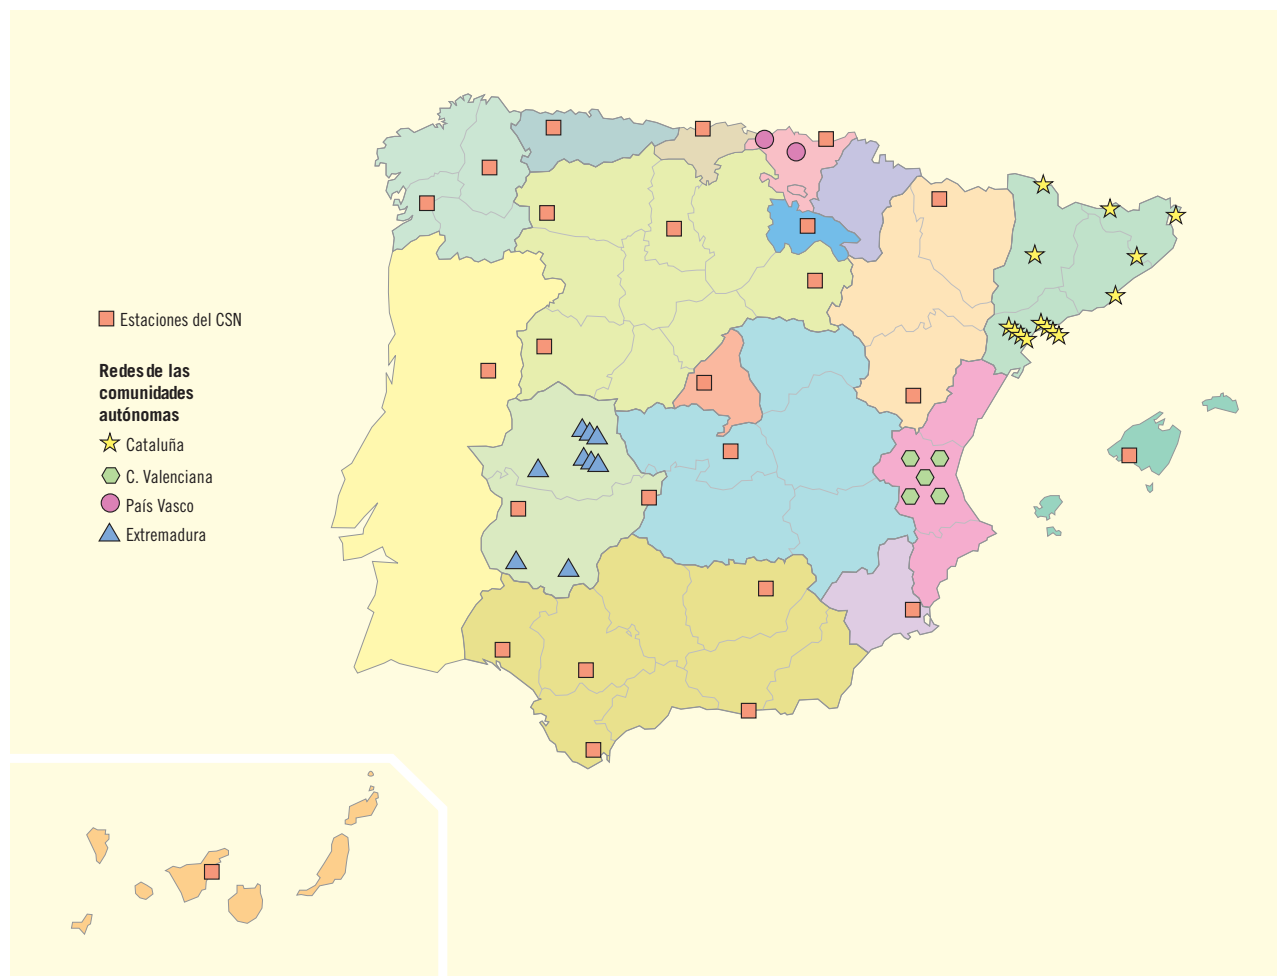 Estaciones del CSN
Redes de las
comunidades
autónomas
Cataluña
C. Valenciana
País Vasco
Extremadura